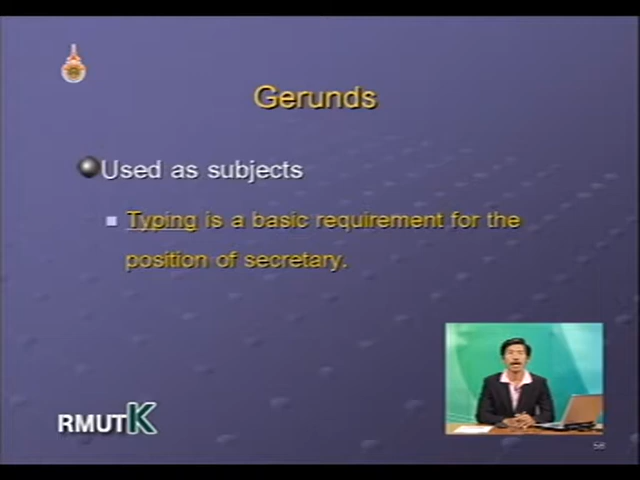 Gerunds
Used as subjects
Typing is a basic requirement for the
position of secretary.
RMUTK